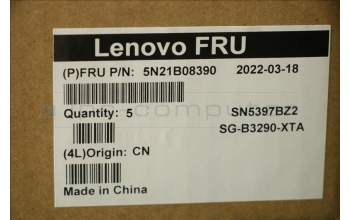 Lenovo FRU
(P)FRU P/N: 5N21B08390 2022-03-18
Quantity: 5 SN5397BZ2
SG-B3290-XTA
(4L)Origin: CN
Made in China